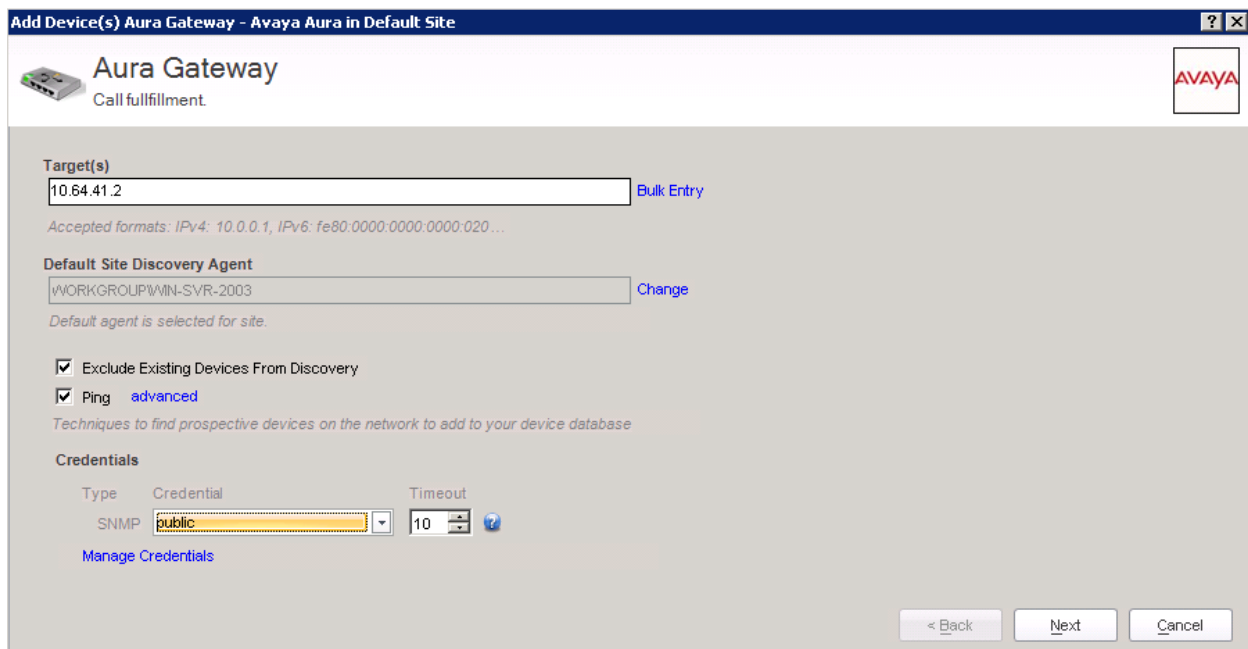 Add Device(s) Aura Gateway - Avaya Aura in Default Site
Aura Gateway
Call fullfillment.
AVAYA
Target(s)
10.64.41.2 Bulk Entry
Accepted formats: IPv4: 10.0.0.1, IPv6: fe80:0000:0000:0000:020...
Default Site Discovery Agent
WORKGROUP\WIN-SVR-2003 Change
Default agent is selected for site.
Exclude Existing Devices From Discovery
Ping advanced
Techniques to find prospective devices on the network to add to your device database
Credentials
Type Credential Timeout
SNMP public 10
Manage Credentials
< Back Next Cancel